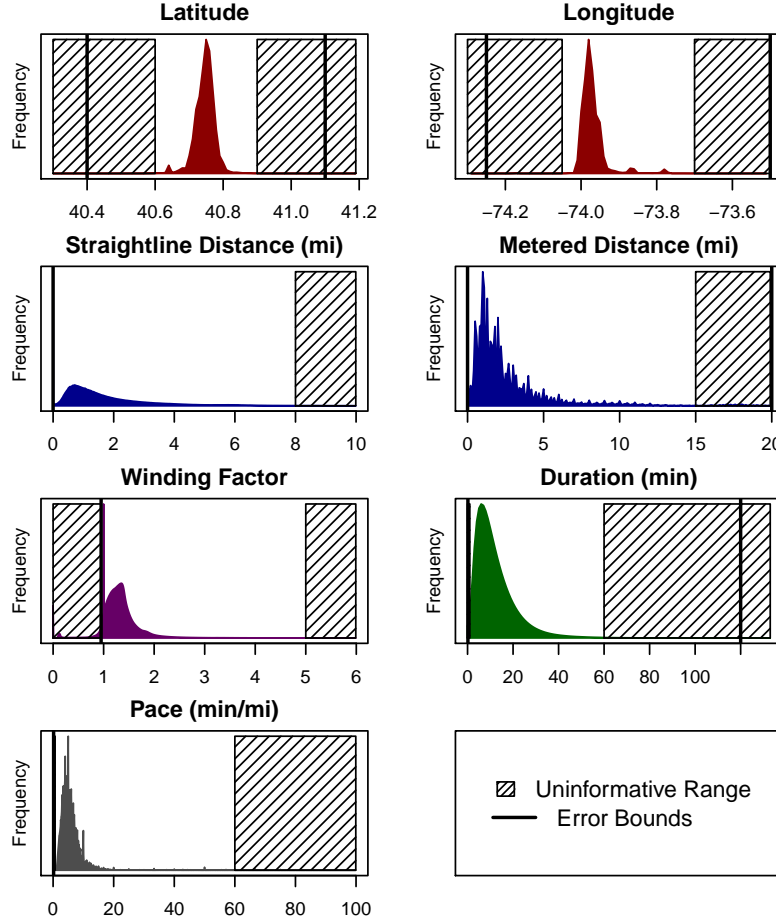 Latitude
Frequency
40.4 40.6 40.8 41.0 41.2
Longitude
Frequency
−74.2 −74.0 −73.8 −73.6
Straightline Distance (mi)
Frequency
0 2 4 6 8 10
Metered Distance (mi)
Frequency
0 5 10 15 20
Winding Factor
Frequency
0 1 2 3 4 5 6
Duration (min)
Frequency
0 20 40 60 80 100
Pace (min/mi)
Frequency
0 20 40 60 80 100
Uninformative Range
Error Bounds